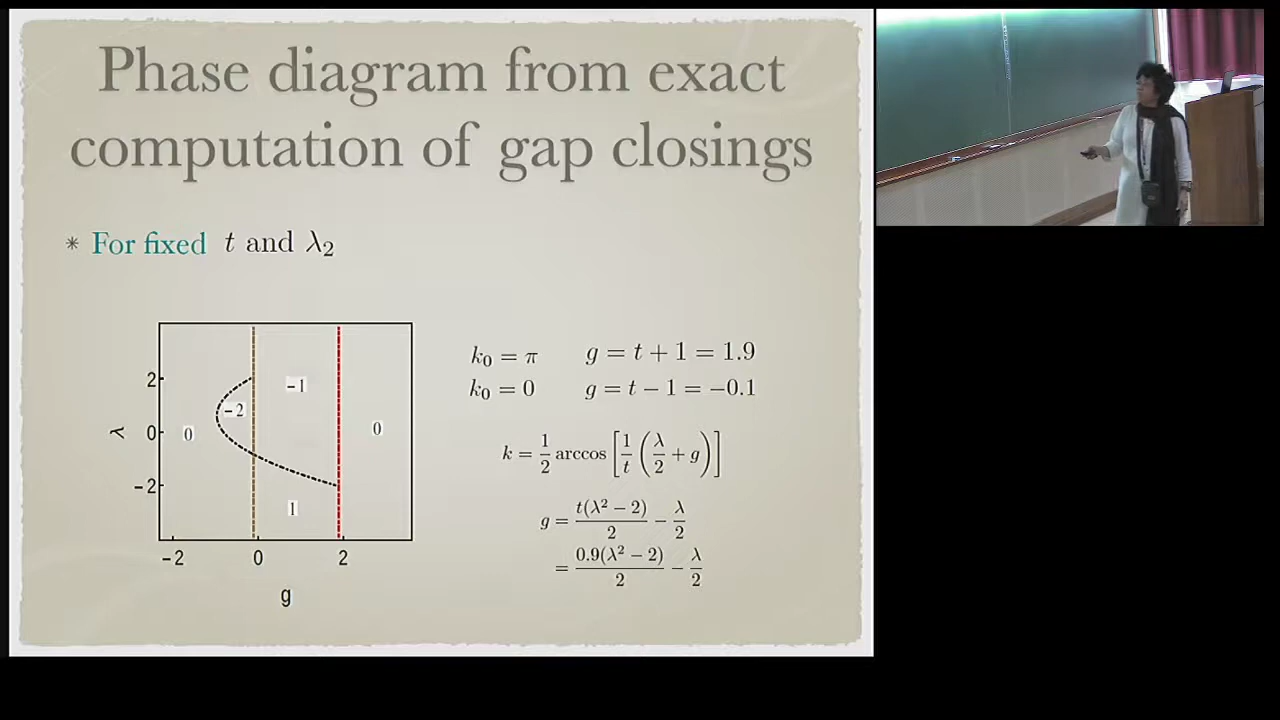 Phase diagram from exact
computation of gap closings
* For fixed t and λ₂
2
0
−2
λ
−2
0
2
g
0
−2
−1
1
0
k₀ = π g = t + 1 = 1.9
k₀ = 0 g = t − 1 = −0.1
k = 1/2 arccos [1/t (λ/2 + g)]
g = t(λ² − 2)/2 − λ/2
= 0.9(λ² − 2)/2 − λ/2